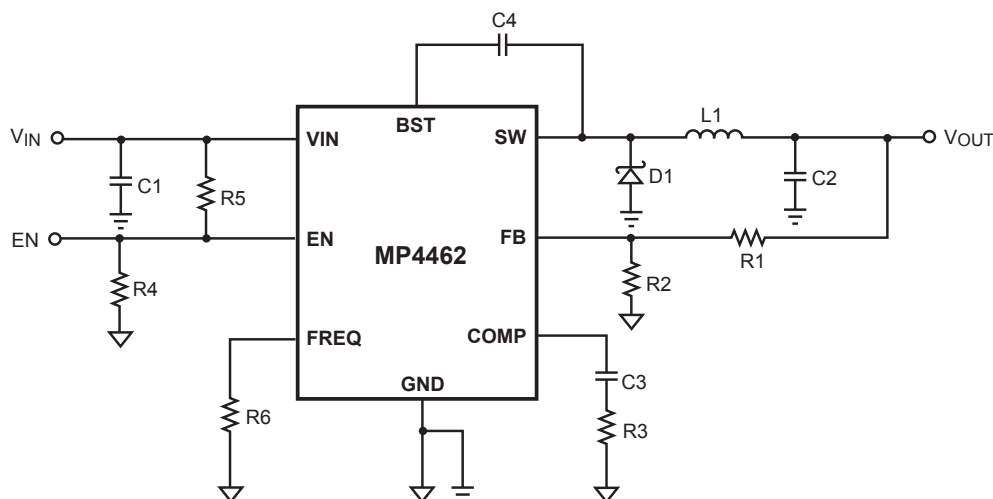 C4
VIN
C1
R5
EN
R4
VIN
BST
SW
EN
FB
MP4462
FREQ
COMP
GND
R6
L1
VOUT
D1
C2
R1
R2
C3
R3